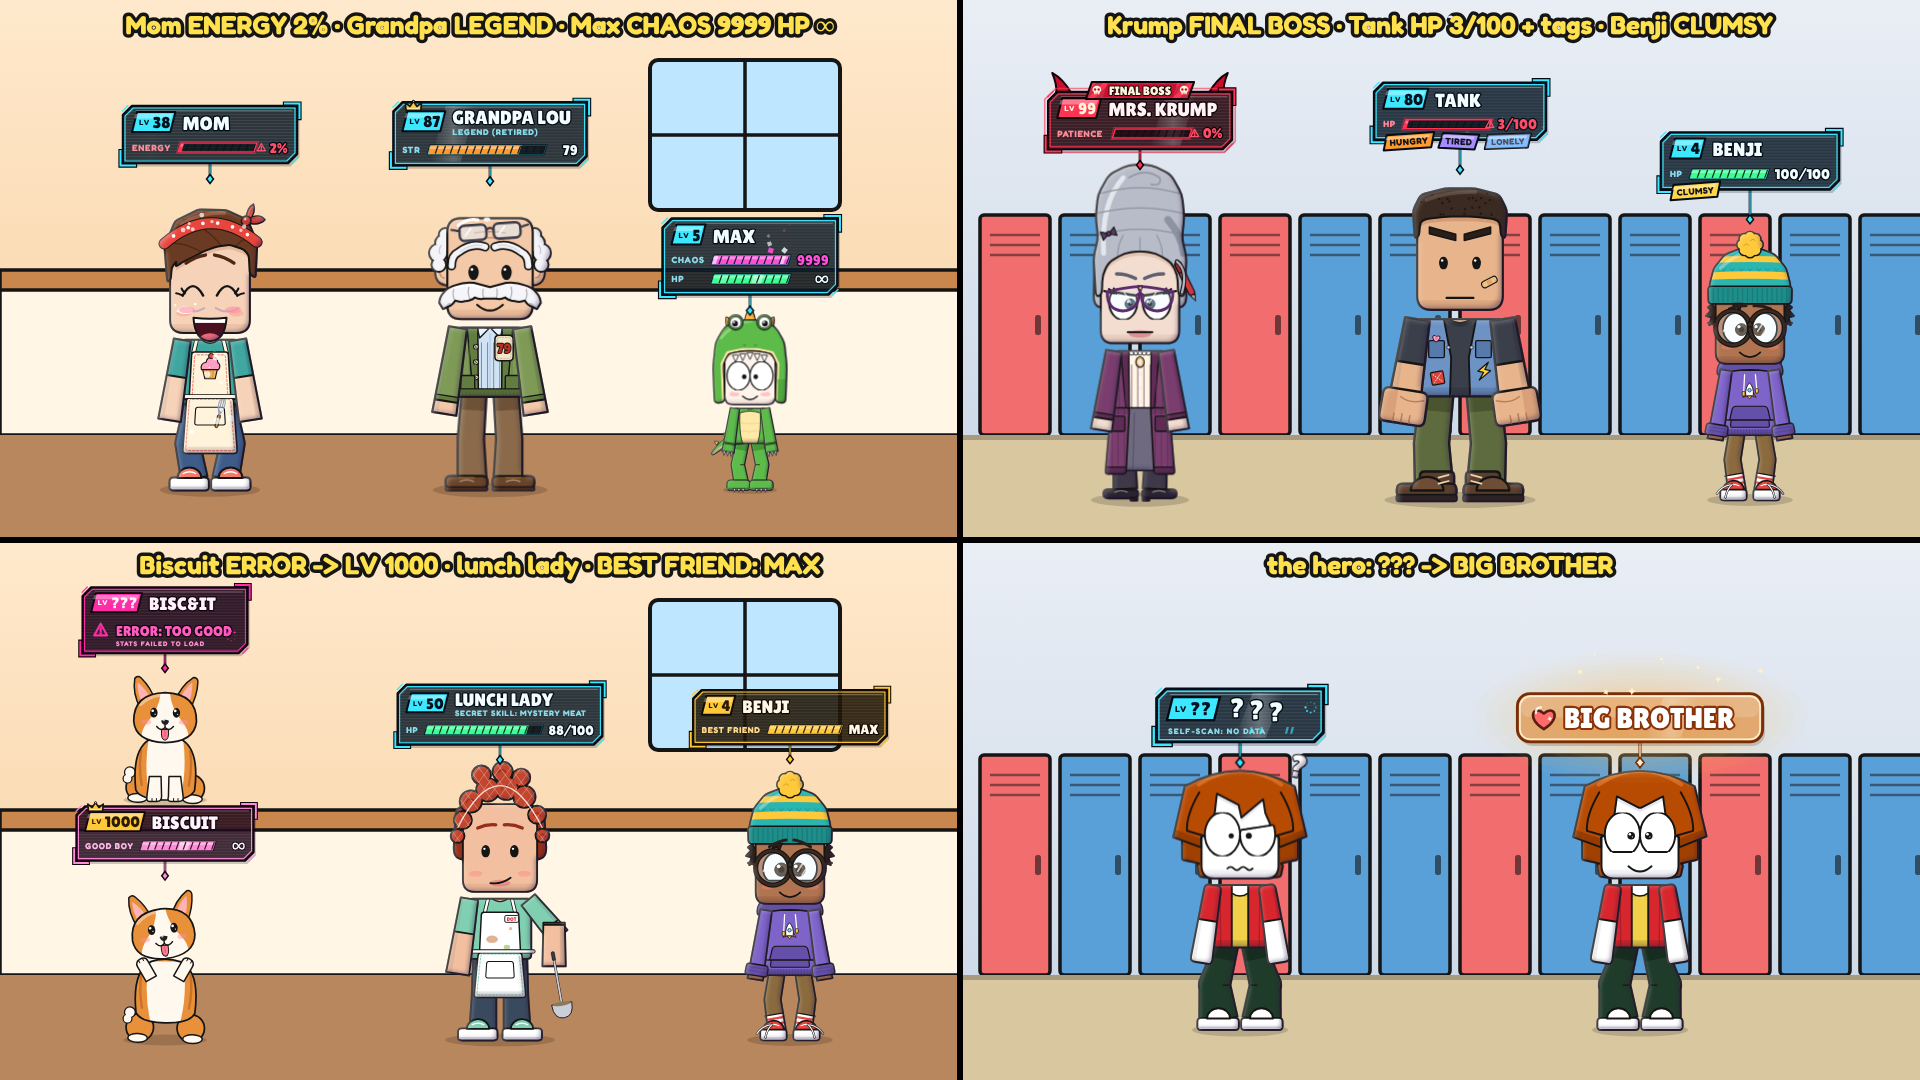 Mom ENERGY 2% · Grandpa LEGEND · Max CHAOS 9999 HP ∞
LV 38 MOM
ENERGY 2%
LV 87 GRANDPA LOU
LEGEND (RETIRED)
STR 79
79
LV 5 MAX
CHAOS 9999
HP ∞
Krump FINAL BOSS · Tank HP 3/100 + tags · Benji CLUMSY
FINAL BOSS
LV 99 MRS. KRUMP
PATIENCE 0%
LV 80 TANK
HP 3/100
HUNGRY TIRED LONELY
LV 4 BENJI
HP 100/100
CLUMSY
Biscuit ERROR -> LV 1000 · lunch lady · BEST FRIEND: MAX
LV ??? BISC&IT
ERROR: TOO GOOD
STATS FAILED TO LOAD
LV 1000 BISCUIT
GOOD BOY ∞
LV 50 LUNCH LADY
SECRET SKILL: MYSTERY MEAT
HP 88/100
DOT
LV 4 BENJI
BEST FRIEND MAX
the hero: ??? -> BIG BROTHER
LV ?? ???
SELF-SCAN: NO DATA
?
BIG BROTHER